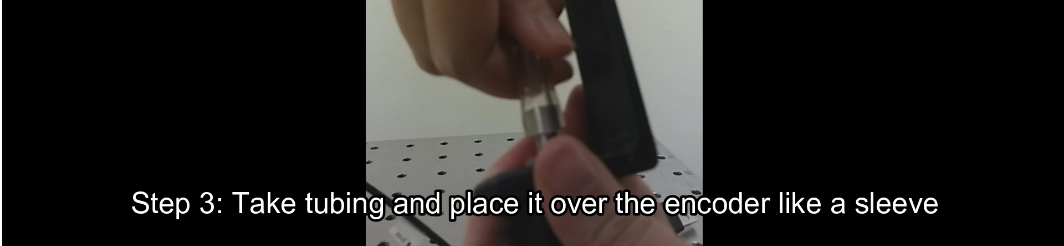 Step 3: Take tubing and place it over the encoder like a sleeve